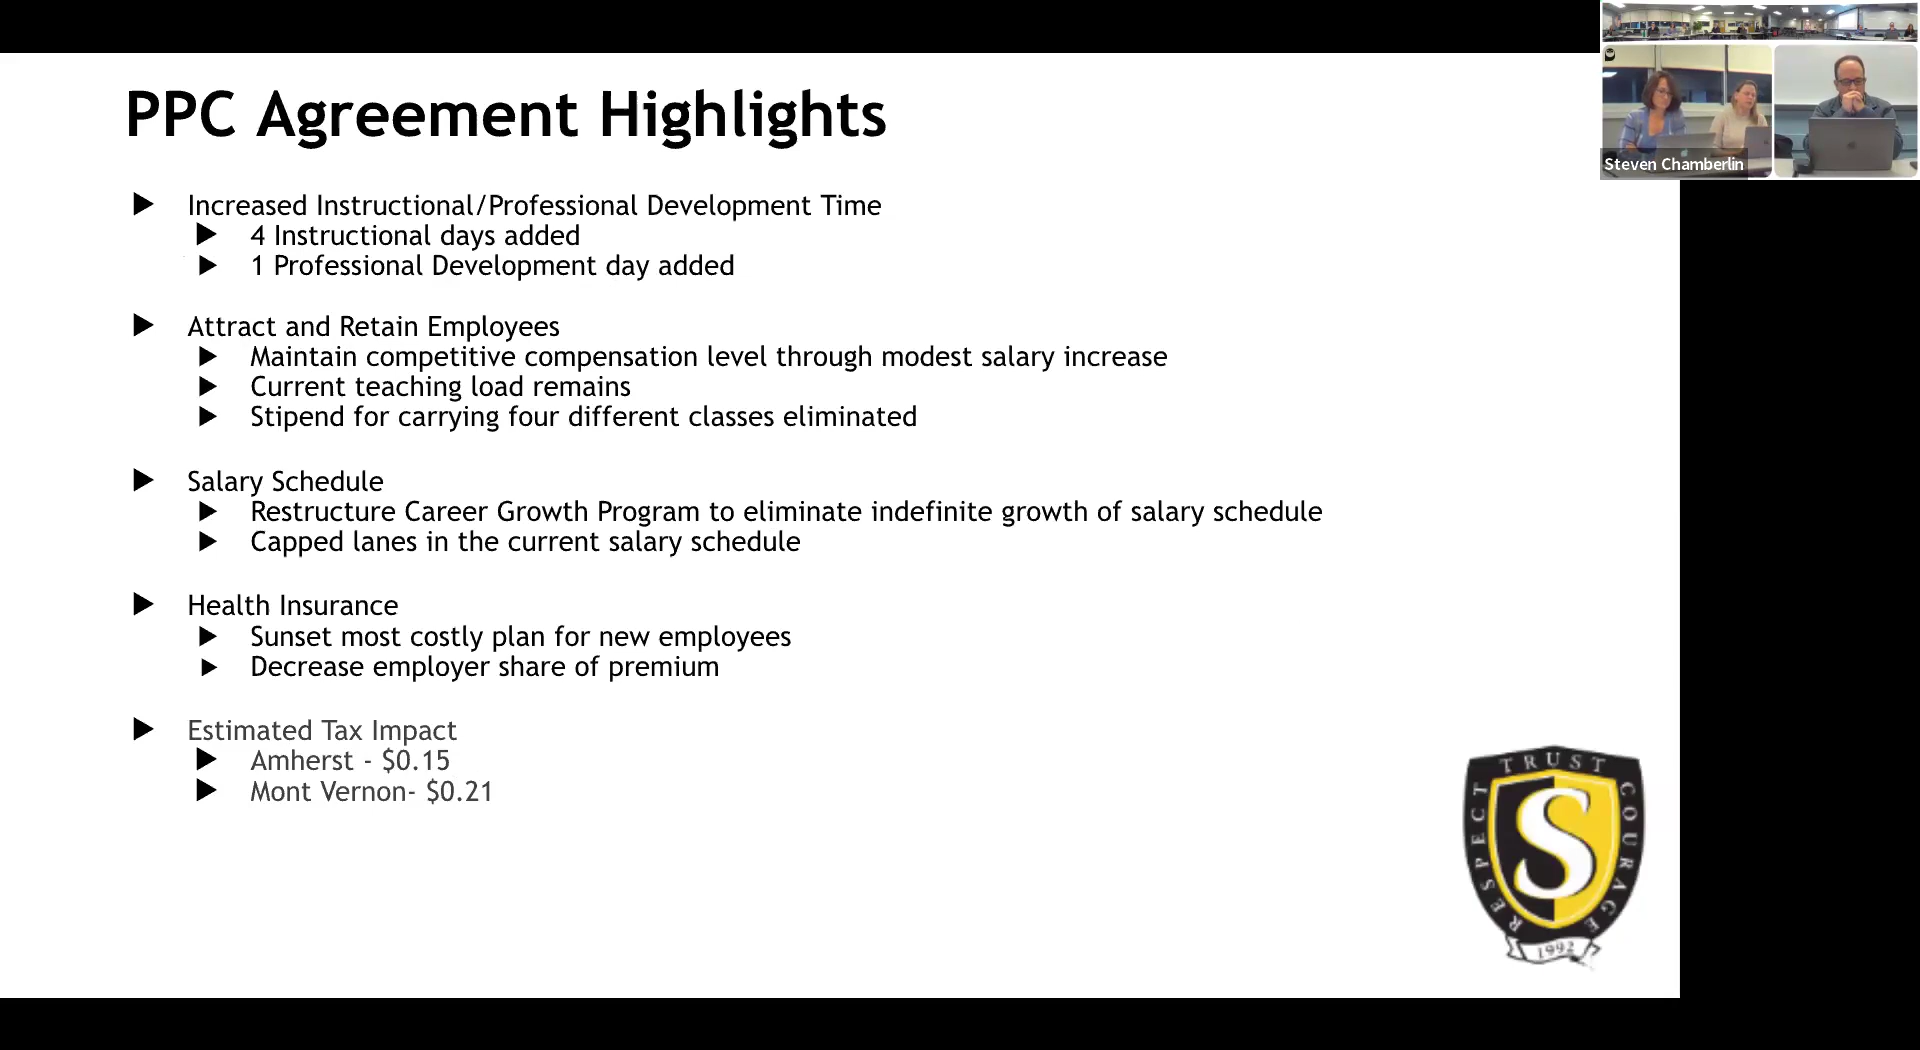 PPC Agreement Highlights
Increased Instructional/Professional Development Time
4 Instructional days added
1 Professional Development day added
Attract and Retain Employees
Maintain competitive compensation level through modest salary increase
Current teaching load remains
Stipend for carrying four different classes eliminated
Salary Schedule
Restructure Career Growth Program to eliminate indefinite growth of salary schedule
Capped lanes in the current salary schedule
Health Insurance
Sunset most costly plan for new employees
Decrease employer share of premium
Estimated Tax Impact
Amherst - $0.15
Mont Vernon- $0.21
Steven Chamberlin
RESPECT TRUST COURAGE
S
1992